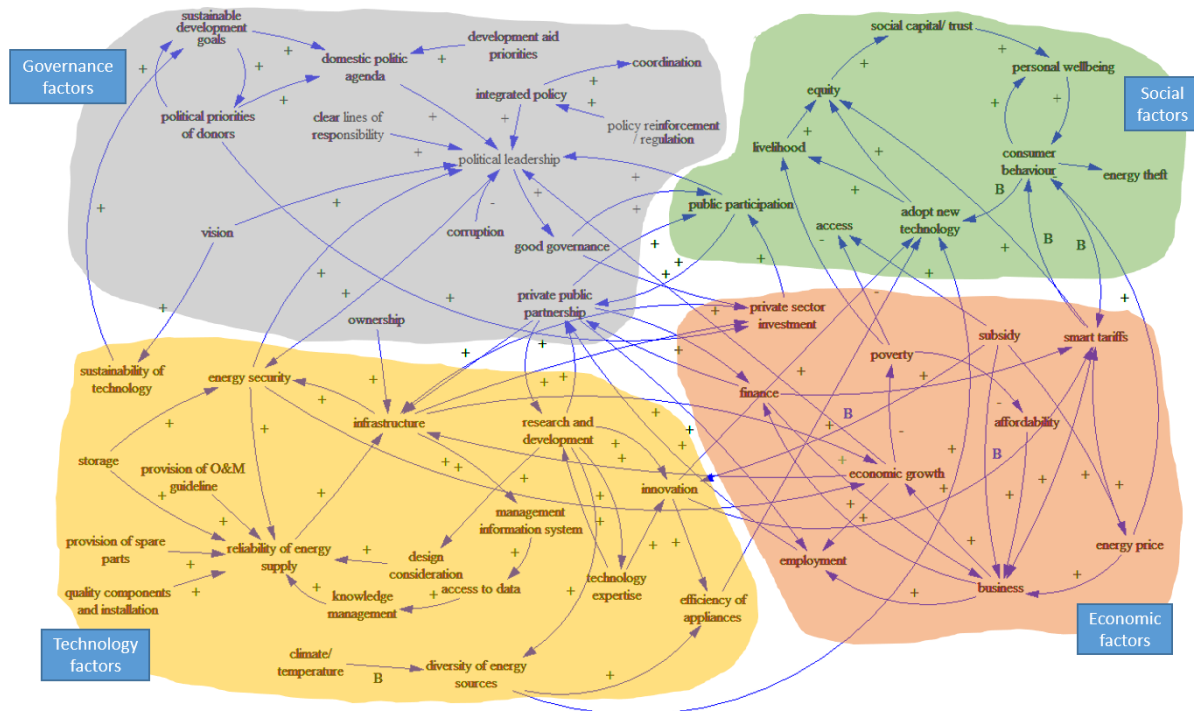 sustainable
development
goals
Governance
factors
domestic politic
agenda
development aid
priorities
coordination
integrated policy
political priorities
of donors
clear lines of
responsibility
policy reinforcement
/ regulation
political leadership
vision
corruption
good governance
private public
partnership
ownership
social capital/ trust
personal wellbeing
equity
Social
factors
livelihood
consumer
behaviour
energy theft
public participation
access
adopt new
technology
private sector
investment
subsidy
smart tariffs
poverty
finance
affordability
economic growth
energy price
employment
business
Economic
factors
sustainability of
technology
energy security
infrastructure
research and
development
storage
provision of O&M
guideline
innovation
management
information system
provision of spare
parts
reliability of energy
supply
design
consideration
access to data
technology
expertise
quality components
and installation
knowledge
management
efficiency of
appliances
Technology
factors
climate/
temperature
diversity of energy
sources
B
B
B
B
B
B